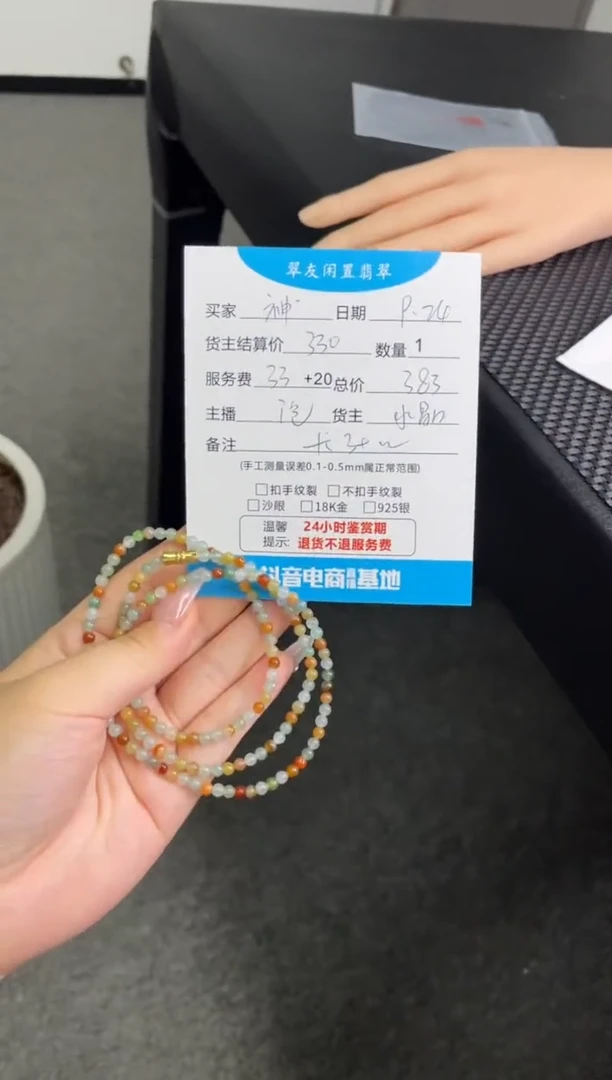 翠友闲置翡翠
买家 神 日期 9.24
货主结算价 330 数量 1
服务费 33 +20 总价 383
主播 货主 水晶
备注
(手工测量误差0.1-0.5mm属正常范围)
□扣手纹裂 □不扣手纹裂
□沙眼 □18K金 □925银
温馨 24小时鉴赏期
提示: 退货不退服务费
抖音电商 基地